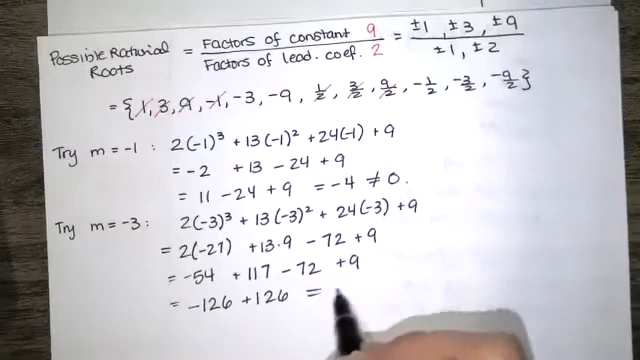 Possible Rational Roots = Factors of constant 9 / Factors of lead. coef. 2 = ±1, ±3, ±9 / ±1, ±2
= {1, 3, 9, -1, -3, -9, 1/2, 3/2, 9/2, -1/2, -3/2, -9/2}
Try m = -1 : 2(-1)³ + 13(-1)² + 24(-1) + 9
= -2 + 13 - 24 + 9
= 11 - 24 + 9 = -4 ≠ 0.
Try m = -3 : 2(-3)³ + 13(-3)² + 24(-3) + 9
= 2(-27) + 13·9 - 72 + 9
= -54 + 117 - 72 + 9
= -126 + 126 =